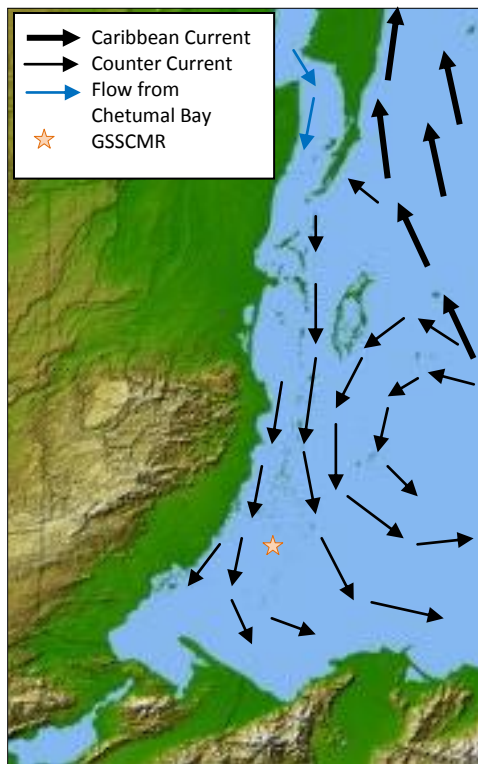 Caribbean Current
Counter Current
Flow from
Chetumal Bay
GSSCMR